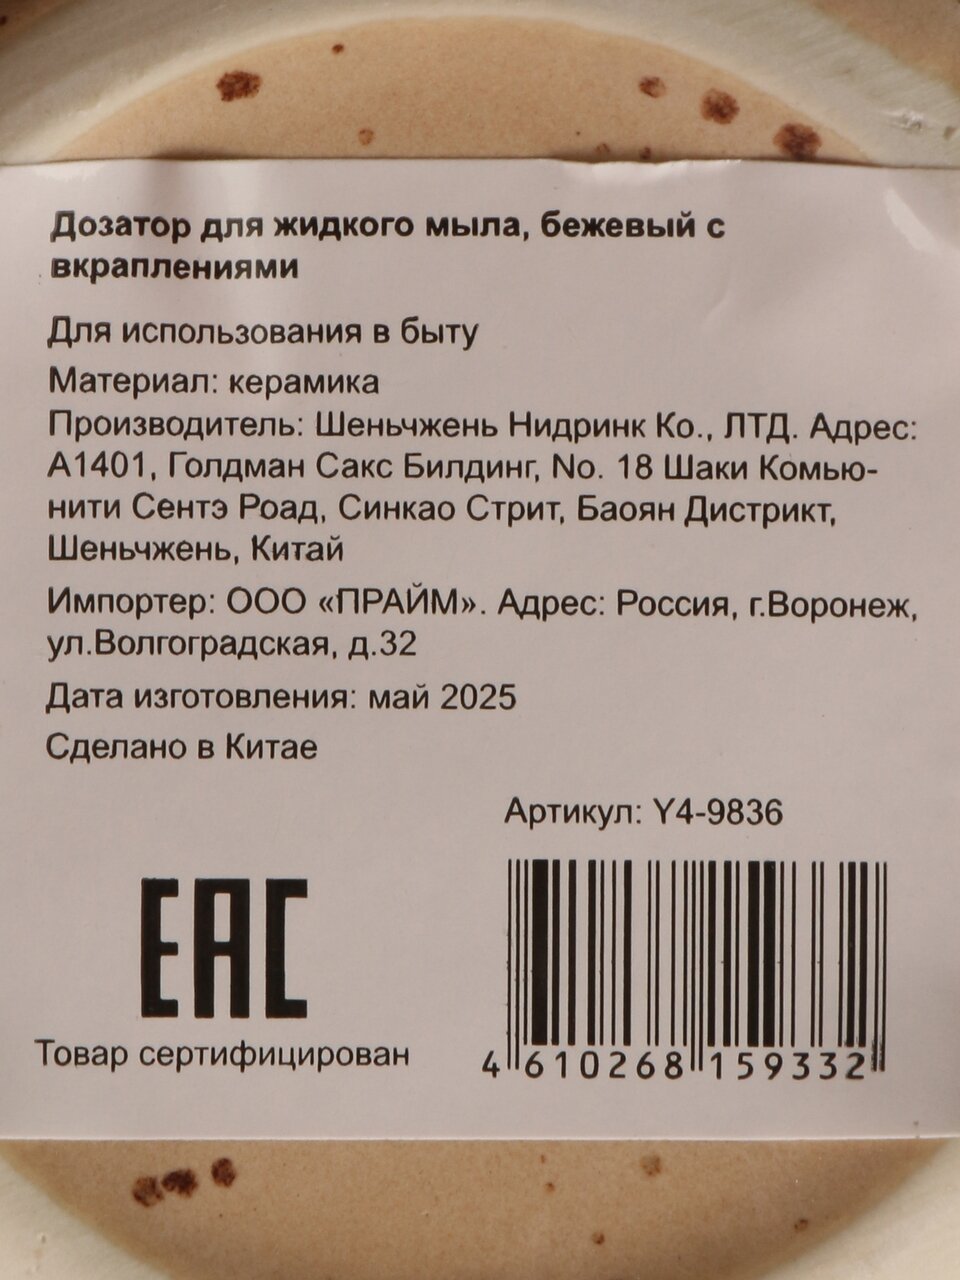 Дозатор для жидкого мыла, бежевый с
вкраплениями
Для использования в быту
Материал: керамика
Производитель: Шеньчжень Нидринк Ко., ЛТД. Адрес:
А1401, Голдман Сакс Билдинг, No. 18 Шаки Комью-
нити Сентэ Роад, Синкао Стрит, Баоян Дистрикт,
Шеньчжень, Китай
Импортер: ООО «ПРАЙМ». Адрес: Россия, г.Воронеж,
ул.Волгоградская, д.32
Дата изготовления: май 2025
Сделано в Китае
Артикул: Y4-9836
EAC
Товар сертифицирован
4 610268 159332